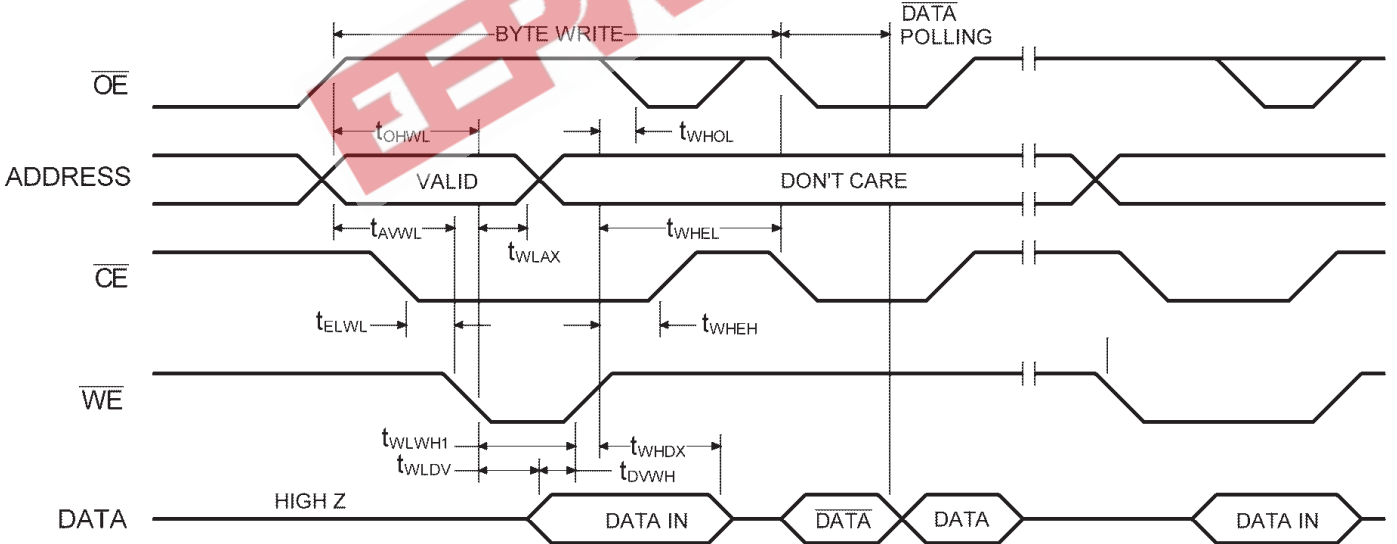 DATA
POLLING
BYTE WRITE
OE
tOHWL
tWHOL
ADDRESS
VALID
DON'T CARE
tAVWL
tWLAX
tWHEL
CE
tELWL
tWHEH
WE
tWLWH1
tWHDX
tWLDV
tDVWH
DATA
HIGH Z
DATA IN
DATA
DATA
DATA IN